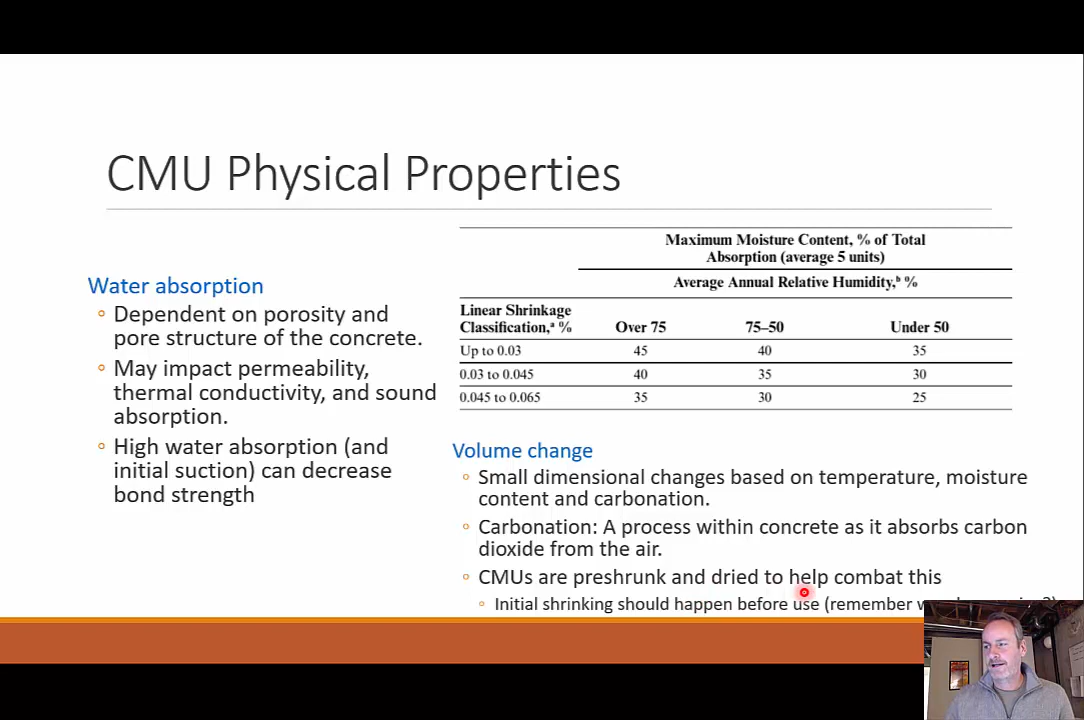 CMU Physical Properties
Water absorption
Dependent on porosity and
pore structure of the concrete.
May impact permeability,
thermal conductivity, and sound
absorption.
High water absorption (and
initial suction) can decrease
bond strength
Maximum Moisture Content, % of Total
Absorption (average 5 units)
Average Annual Relative Humidity,ᵇ %
Linear Shrinkage
Classification,ᵃ % Over 75 75–50 Under 50
Up to 0.03 45 40 35
0.03 to 0.045 40 35 30
0.045 to 0.065 35 30 25
Volume change
Small dimensional changes based on temperature, moisture
content and carbonation.
Carbonation: A process within concrete as it absorbs carbon
dioxide from the air.
CMUs are preshrunk and dried to help combat this
Initial shrinking should happen before use (remember